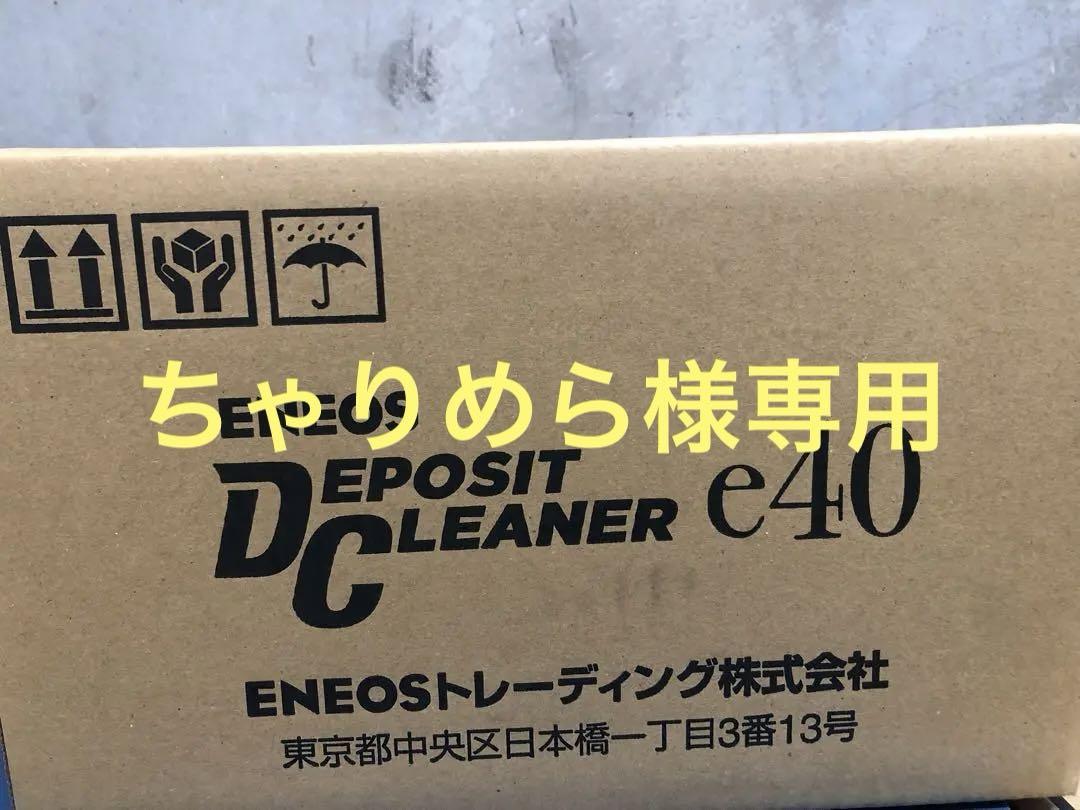 ちゃりめら様専用
ENEOS
DEPOSIT
CLEANER e40
ENEOSトレーディング株式会社
東京都中央区日本橋一丁目3番13号